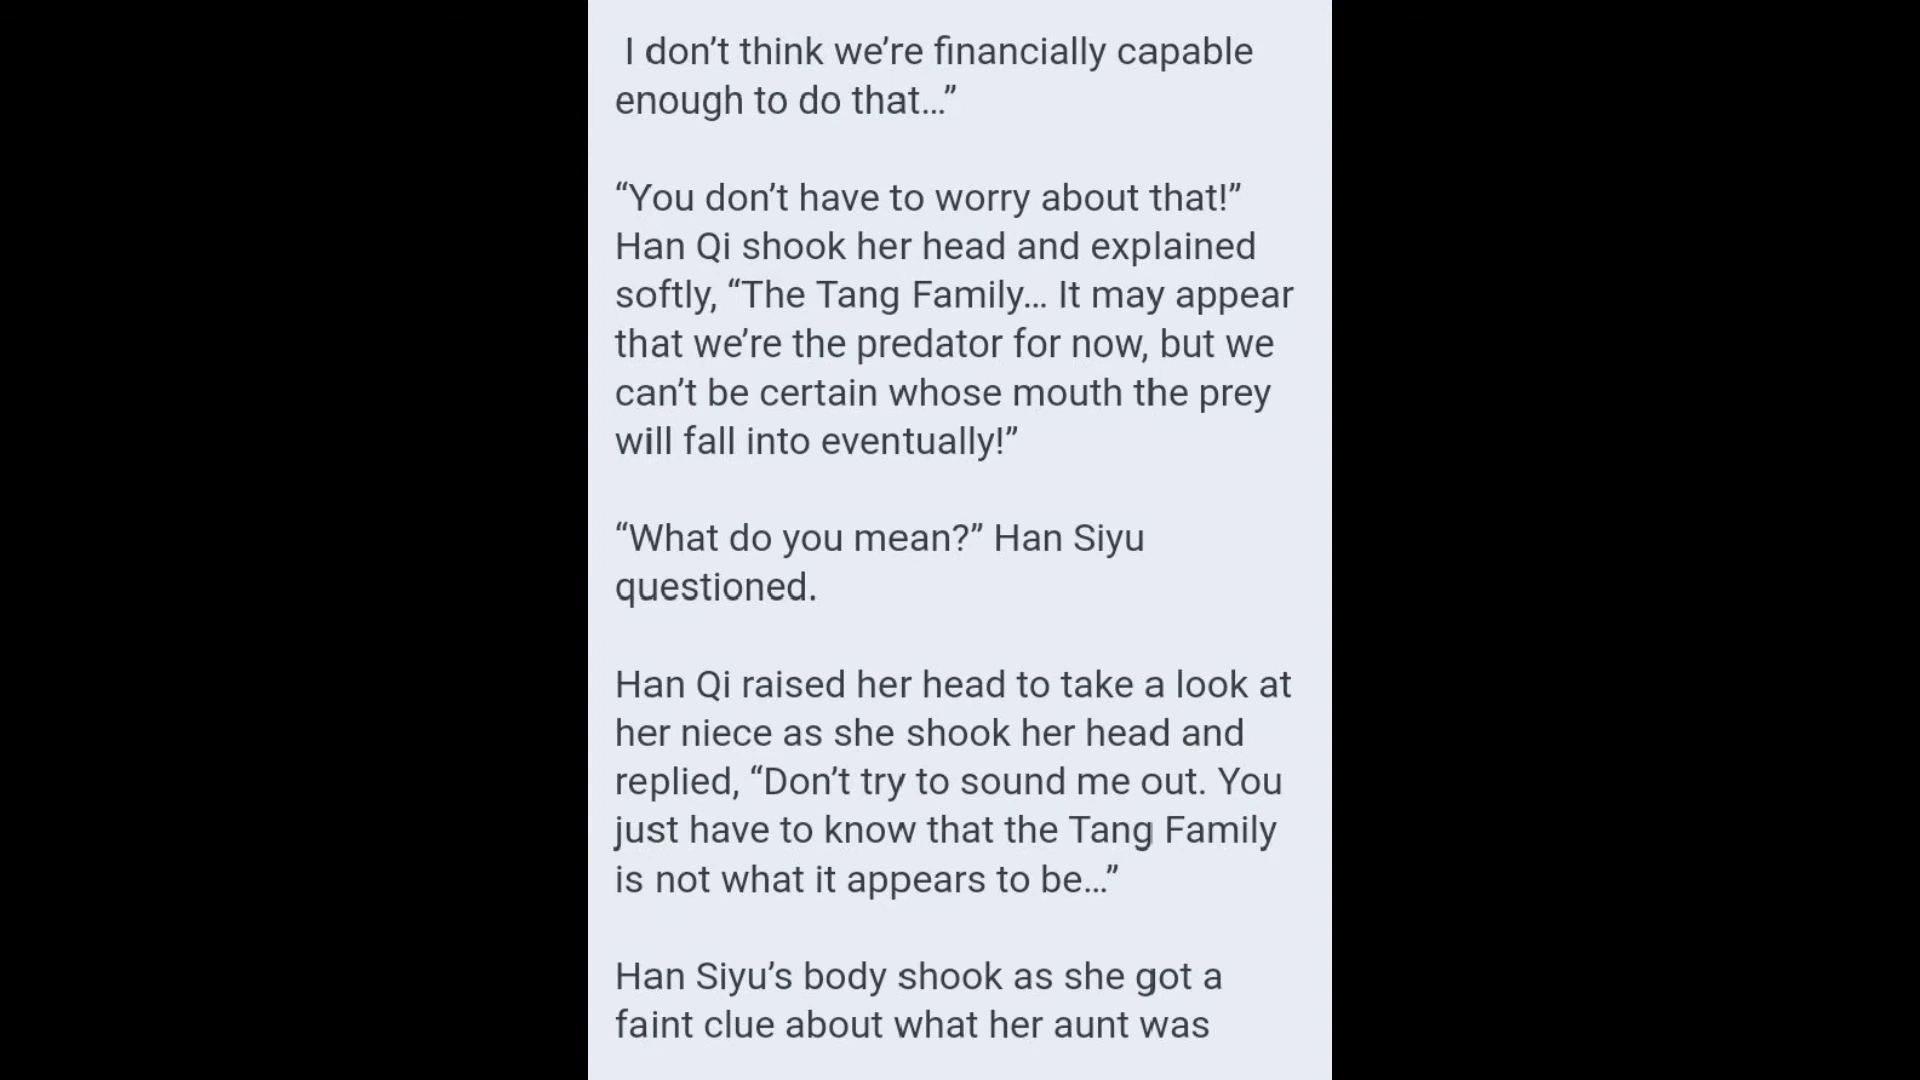 I don’t think we’re financially capable
enough to do that…”
“You don’t have to worry about that!”
Han Qi shook her head and explained
softly, “The Tang Family… It may appear
that we’re the predator for now, but we
can’t be certain whose mouth the prey
will fall into eventually!”
“What do you mean?” Han Siyu
questioned.
Han Qi raised her head to take a look at
her niece as she shook her head and
replied, “Don’t try to sound me out. You
just have to know that the Tang Family
is not what it appears to be…”
Han Siyu’s body shook as she got a
faint clue about what her aunt was